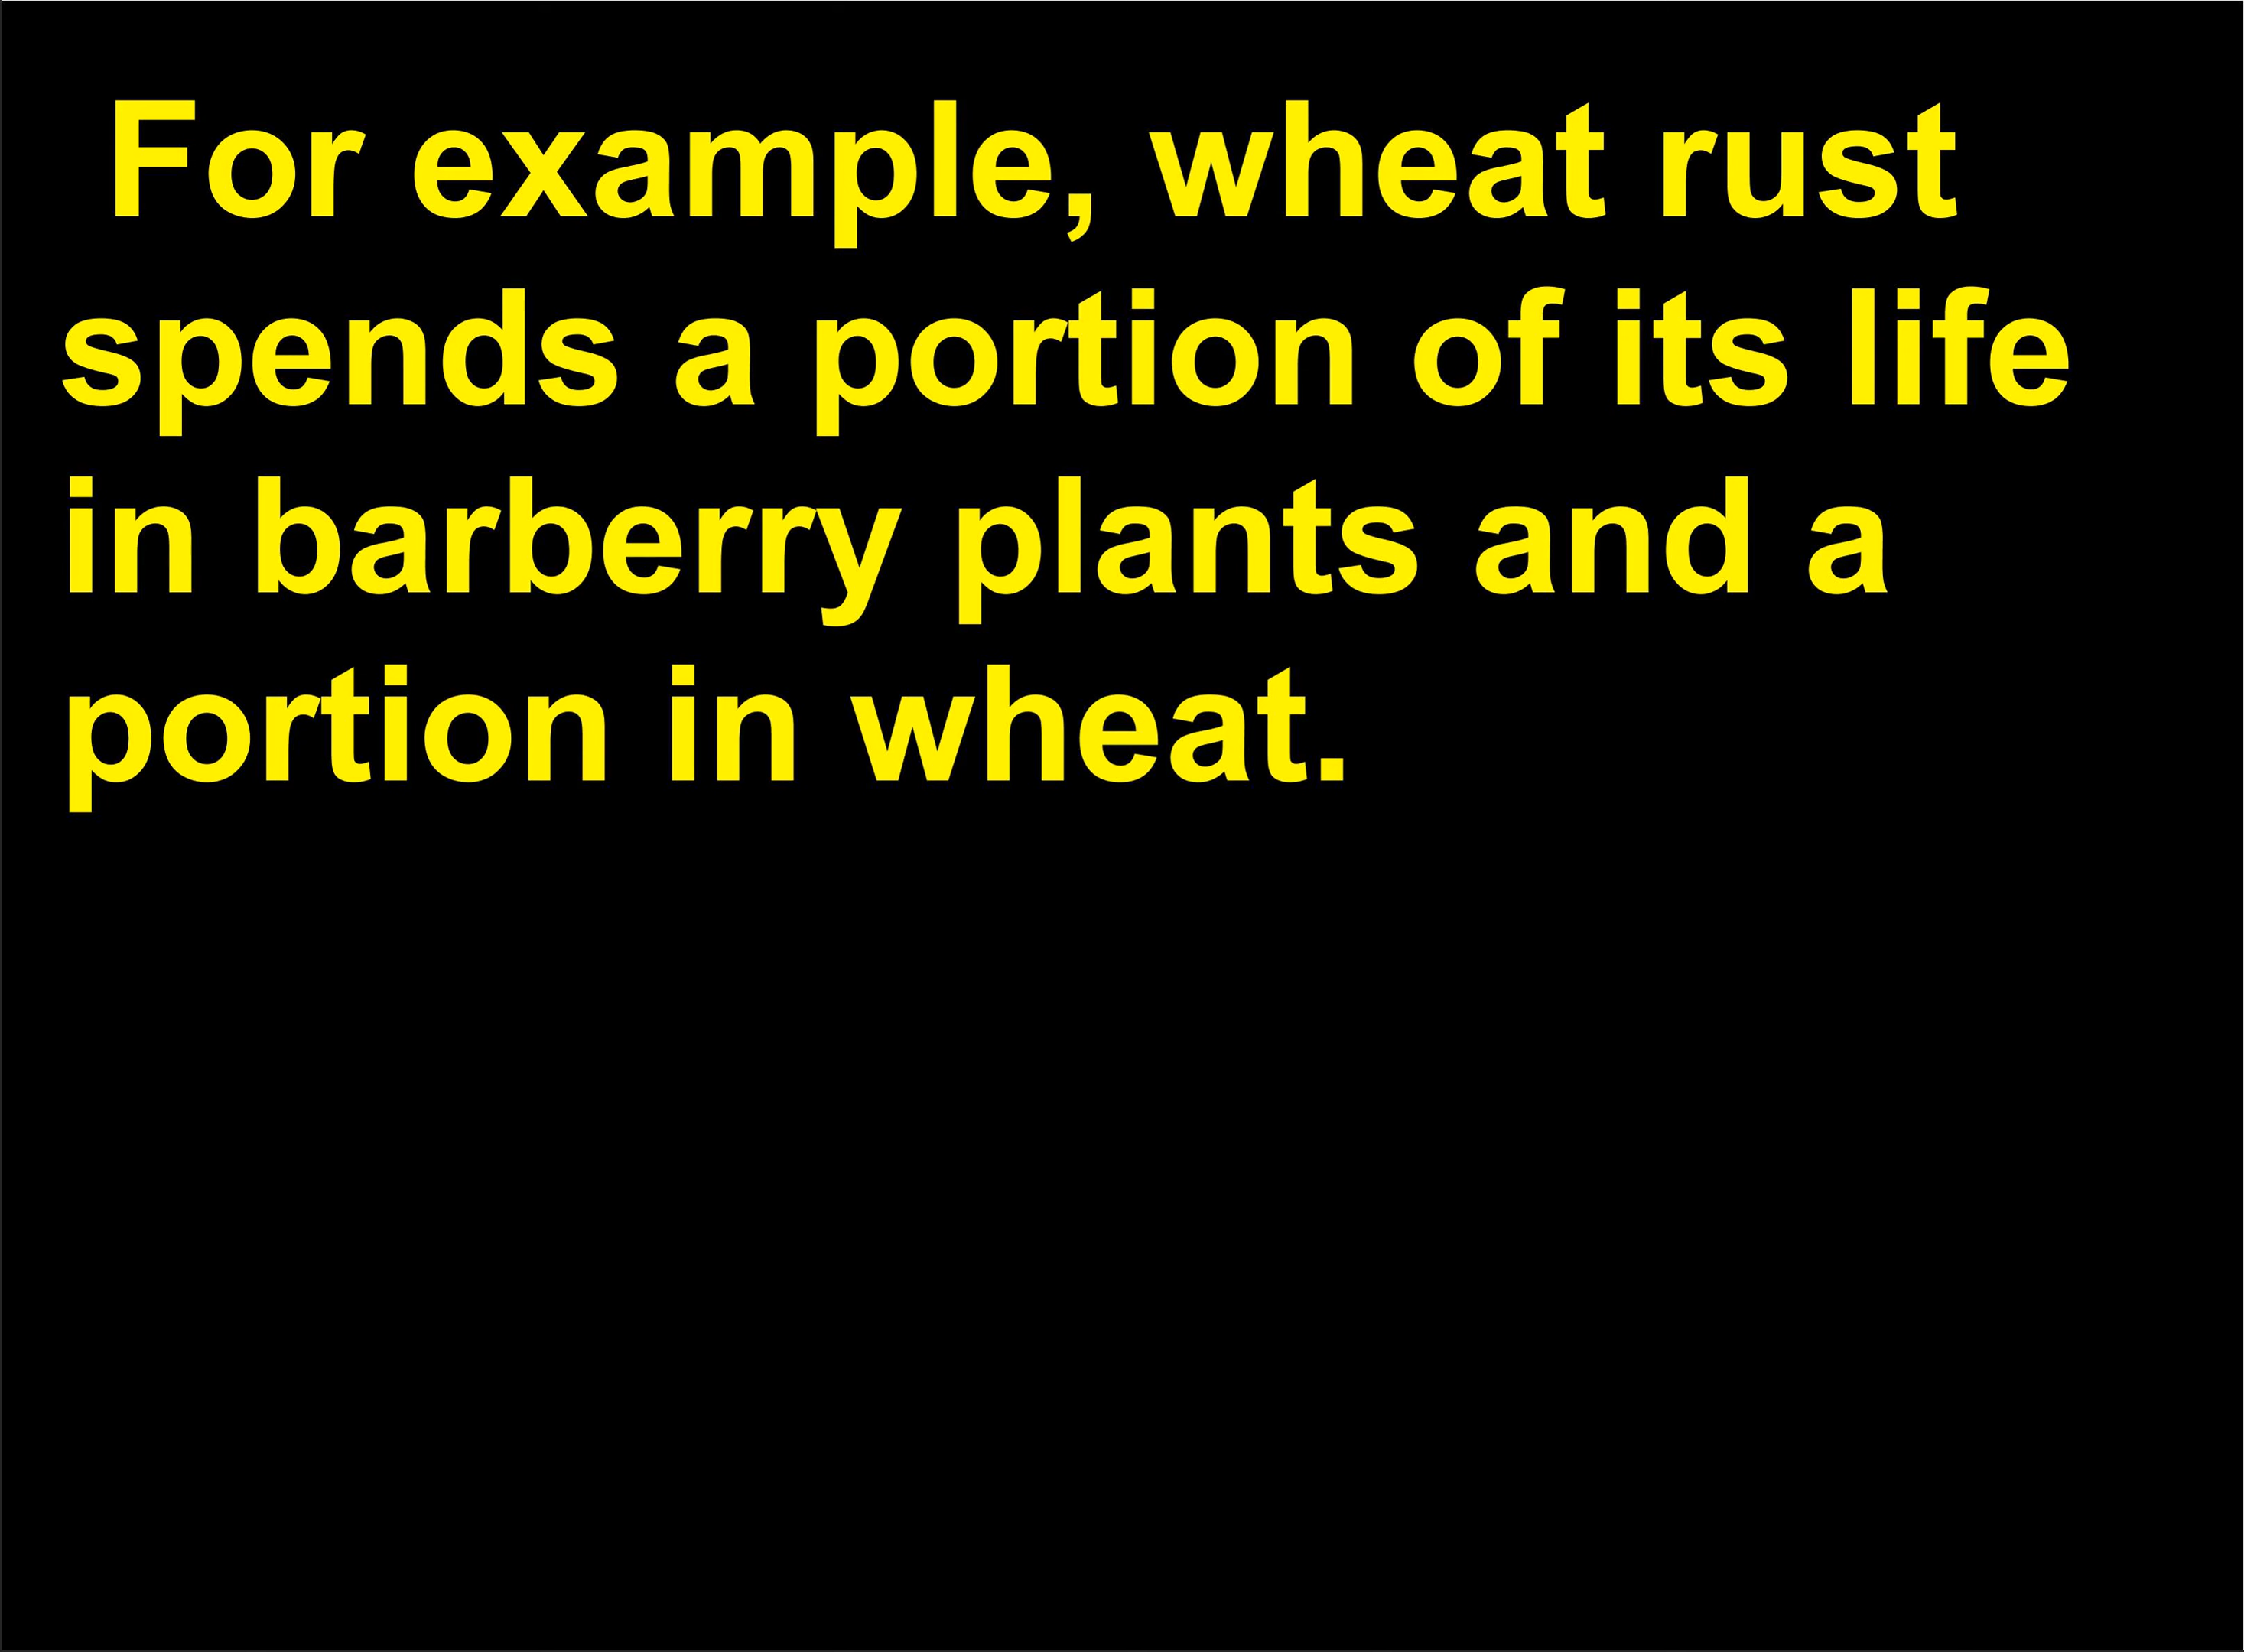 For example, wheat rust
spends a portion of its life
in barberry plants and a
portion in wheat.